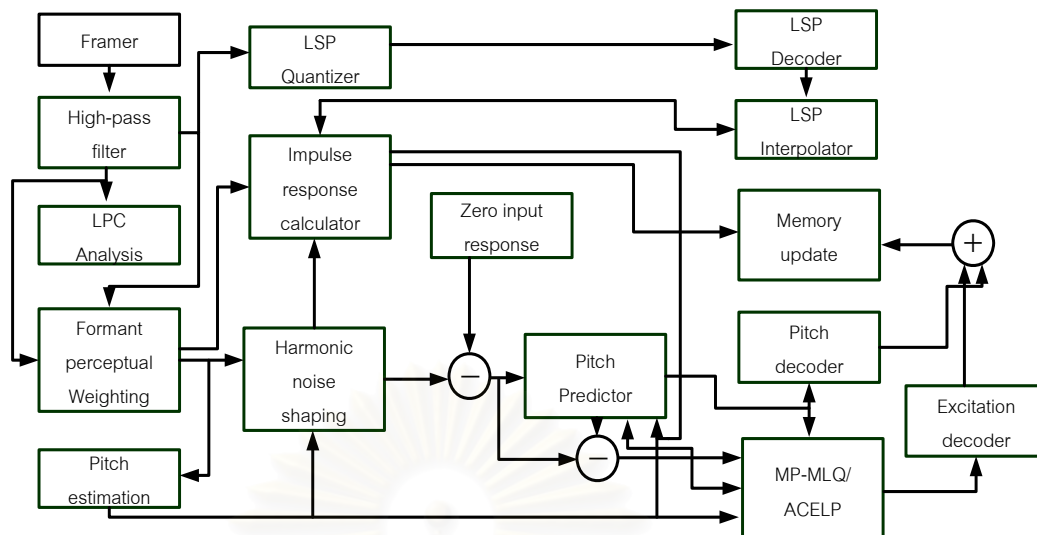 Framer
LSP
Quantizer
LSP
Decoder
High-pass
filter
LSP
Interpolator
Impulse
response
calculator
LPC
Analysis
Zero input
response
Memory
update
+
Formant
perceptual
Weighting
Harmonic
noise
shaping
−
Pitch
Predictor
Pitch
decoder
Excitation
decoder
Pitch
estimation
−
MP-MLQ/
ACELP